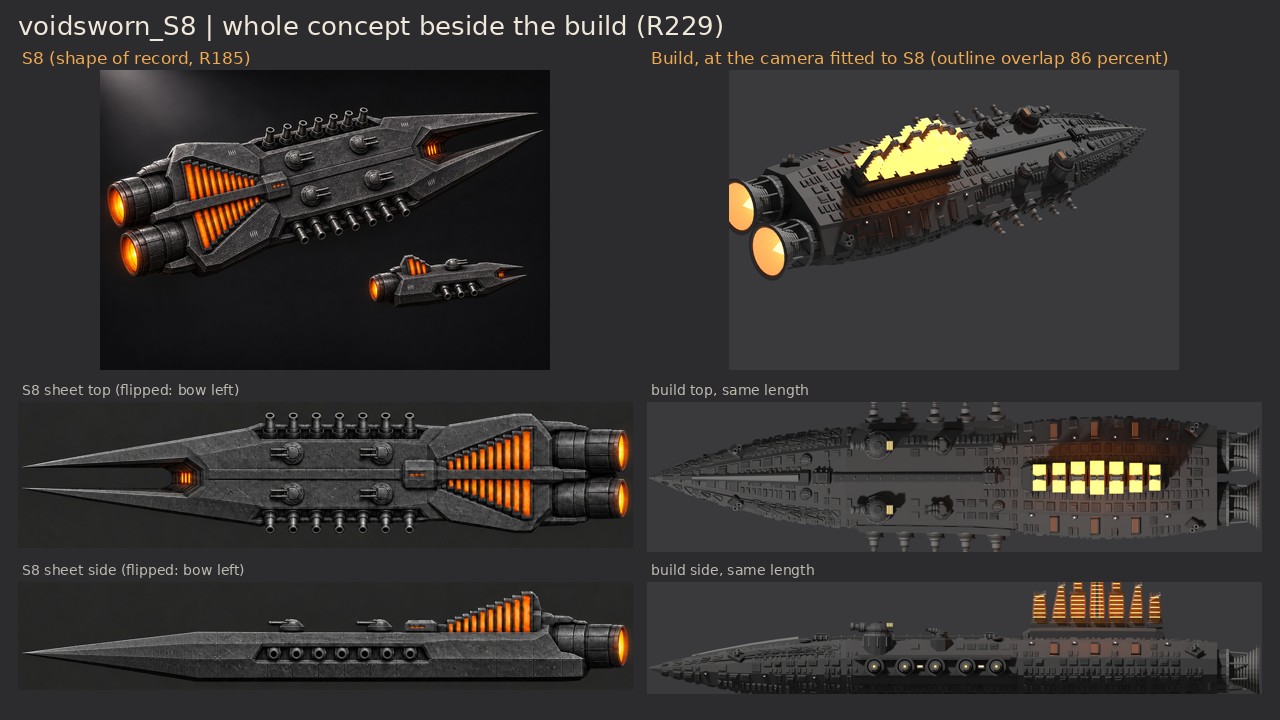 voidsworn_S8 | whole concept beside the build (R229)
S8 (shape of record, R185)
Build, at the camera fitted to S8 (outline overlap 86 percent)
S8 sheet top (flipped: bow left)
build top, same length
S8 sheet side (flipped: bow left)
build side, same length